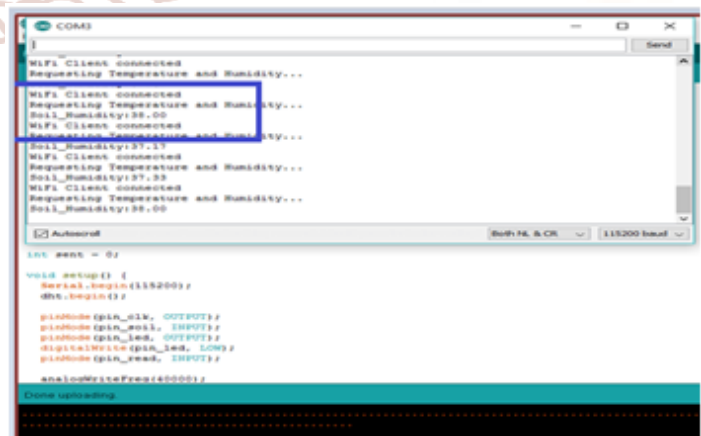 COM3
Send
WiFi Client connected
Requesting Temperature and Humidity...
WiFi Client connected
Requesting Temperature and Humidity...
Soil_Humidity:38.00
WiFi Client connected
Requesting Temperature and Humidity...
Soil_Humidity:37.17
WiFi Client connected
Requesting Temperature and Humidity...
Soil_Humidity:37.33
WiFi Client connected
Requesting Temperature and Humidity...
Soil_Humidity:38.00
Autoscroll
Both NL & CR
115200 baud
int sent = 0;
void setup() {
Serial.begin(115200);
dht.begin();
pinMode(pin_clk, OUTPUT);
pinMode(pin_soil, INPUT);
pinMode(pin_led, OUTPUT);
digitalWrite(pin_led, LOW);
pinMode(pin_read, INPUT);
analogWriteFreq(40000);
Done uploading.